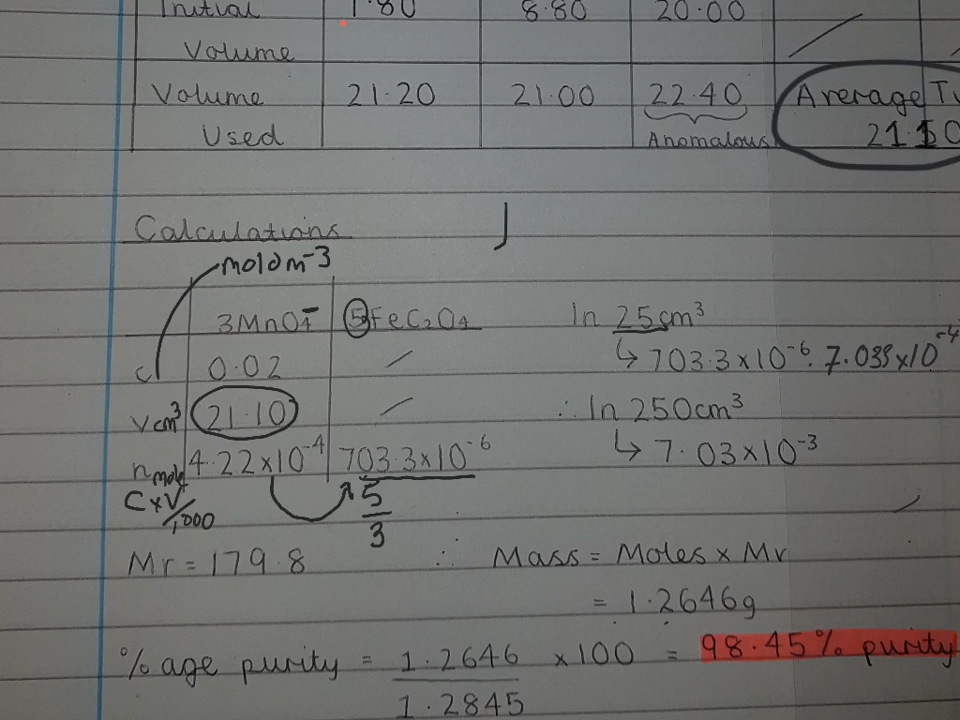 Initial 1.80 8.80 20.00
Volume
Volume 21.20 21.00 22.40 Average
Used Anomalous 21.10
Calculations
moldm-3
3MnO4- 5FeC2O4 In 25cm³
c 0.02 ↳ 703.3x10-6. 7.033x10-4
vcm³ 21.10 ∴ In 250cm³
nmoles 4.22x10-4 703.3x10-6 ↳ 7.03x10-3
CxV/1000 5/3
Mr = 179.8 ∴ Mass = Moles x Mr
= 1.2646g
% age purity = 1.2646 x100 = 98.45% purity
1.2845